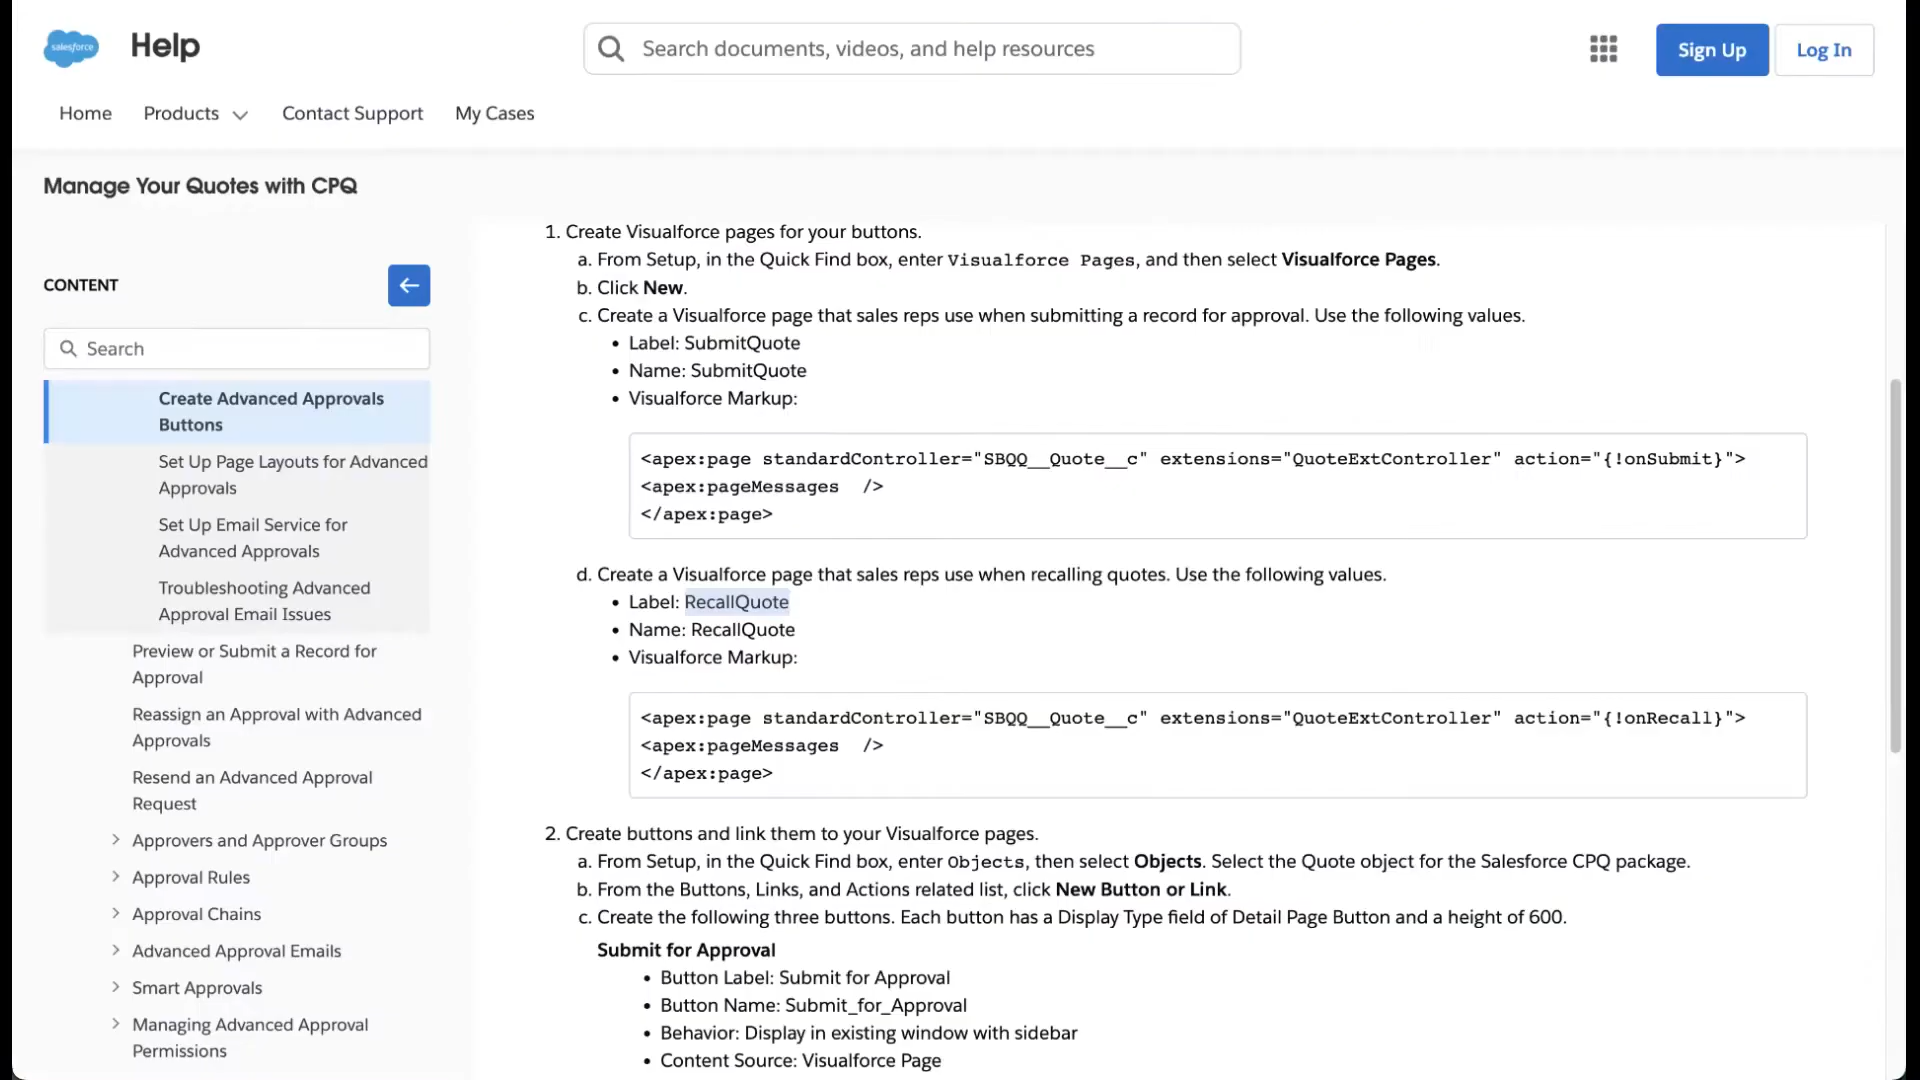 salesforce
Help
Search documents, videos, and help resources
Sign Up
Log In
Home
Products
Contact Support
My Cases
Manage Your Quotes with CPQ
CONTENT
Search
Create Advanced Approvals
Buttons
Set Up Page Layouts for Advanced
Approvals
Set Up Email Service for
Advanced Approvals
Troubleshooting Advanced
Approval Email Issues
Preview or Submit a Record for
Approval
Reassign an Approval with Advanced
Approvals
Resend an Advanced Approval
Request
Approvers and Approver Groups
Approval Rules
Approval Chains
Advanced Approval Emails
Smart Approvals
Managing Advanced Approval
Permissions
1. Create Visualforce pages for your buttons.
a. From Setup, in the Quick Find box, enter Visualforce Pages, and then select Visualforce Pages.
b. Click New.
c. Create a Visualforce page that sales reps use when submitting a record for approval. Use the following values.
• Label: SubmitQuote
• Name: SubmitQuote
• Visualforce Markup:
<apex:page standardController="SBQQ__Quote__c" extensions="QuoteExtController" action="{!onSubmit}">
<apex:pageMessages />
</apex:page>
d. Create a Visualforce page that sales reps use when recalling quotes. Use the following values.
• Label: RecallQuote
• Name: RecallQuote
• Visualforce Markup:
<apex:page standardController="SBQQ__Quote__c" extensions="QuoteExtController" action="{!onRecall}">
<apex:pageMessages />
</apex:page>
2. Create buttons and link them to your Visualforce pages.
a. From Setup, in the Quick Find box, enter Objects, then select Objects. Select the Quote object for the Salesforce CPQ package.
b. From the Buttons, Links, and Actions related list, click New Button or Link.
c. Create the following three buttons. Each button has a Display Type field of Detail Page Button and a height of 600.
Submit for Approval
• Button Label: Submit for Approval
• Button Name: Submit_for_Approval
• Behavior: Display in existing window with sidebar
• Content Source: Visualforce Page